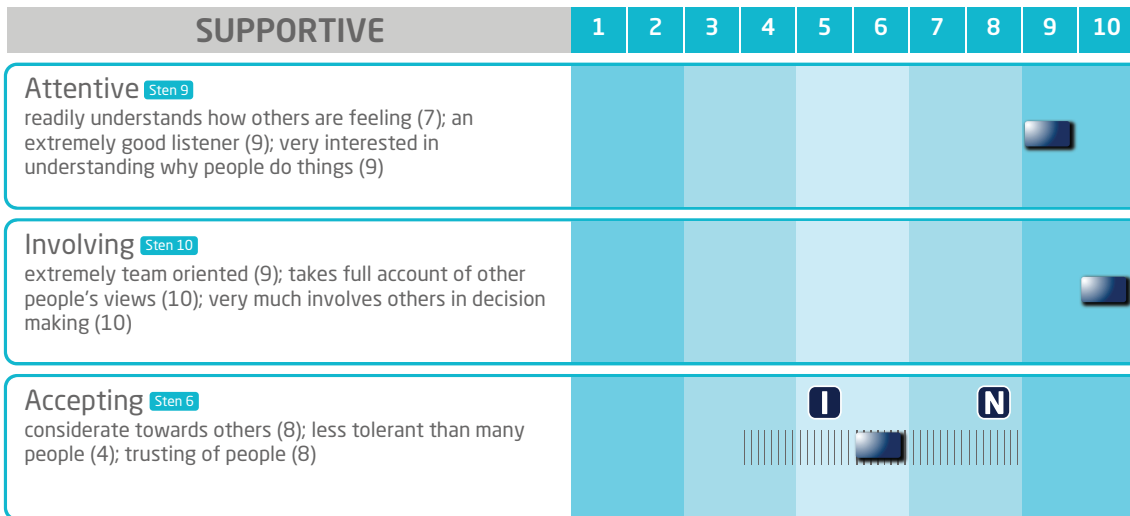 SUPPORTIVE 1 2 3 4 5 6 7 8 9 10
Attentive Sten 9
readily understands how others are feeling (7); an
extremely good listener (9); very interested in
understanding why people do things (9)
Involving Sten 10
extremely team oriented (9); takes full account of other
people's views (10); very much involves others in decision
making (10)
Accepting Sten 6
considerate towards others (8); less tolerant than many
people (4); trusting of people (8)
I N